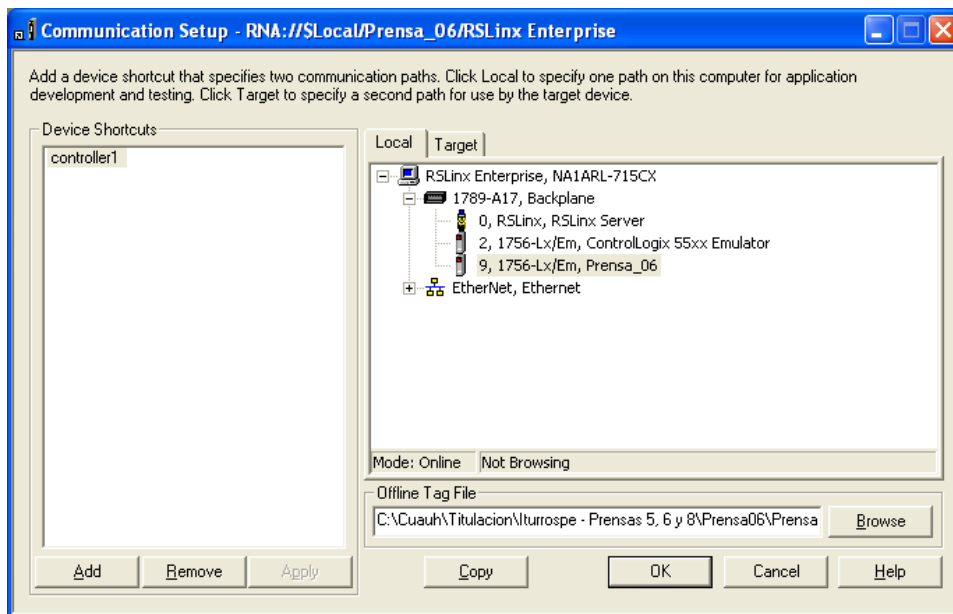 Communication Setup - RNA://$Local/Prensa_06/RSLinx Enterprise
Add a device shortcut that specifies two communication paths. Click Local to specify one path on this computer for application
development and testing. Click Target to specify a second path for use by the target device.
Device Shortcuts
controller1
Local
Target
RSLinx Enterprise, NA1ARL-715CX
1789-A17, Backplane
0, RSLinx, RSLinx Server
2, 1756-Lx/Em, ControlLogix 55xx Emulator
9, 1756-Lx/Em, Prensa_06
EtherNet, Ethernet
Mode: Online
Not Browsing
Offline Tag File
C:\Cuauh\Titulacion\Iturrospe - Prensas 5, 6 y 8\Prensa06\Prensa
Browse
Add
Remove
Apply
Copy
OK
Cancel
Help